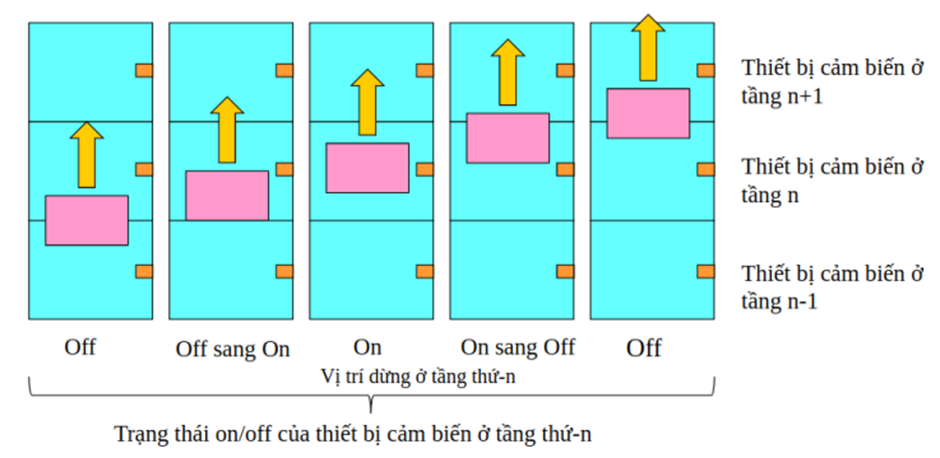 Thiết bị cảm biến ở
tầng n+1
Thiết bị cảm biến ở
tầng n
Thiết bị cảm biến ở
tầng n-1
Off
Off sang On
On
On sang Off
Off
Vị trí dừng ở tầng thứ-n
Trạng thái on/off của thiết bị cảm biến ở tầng thứ-n